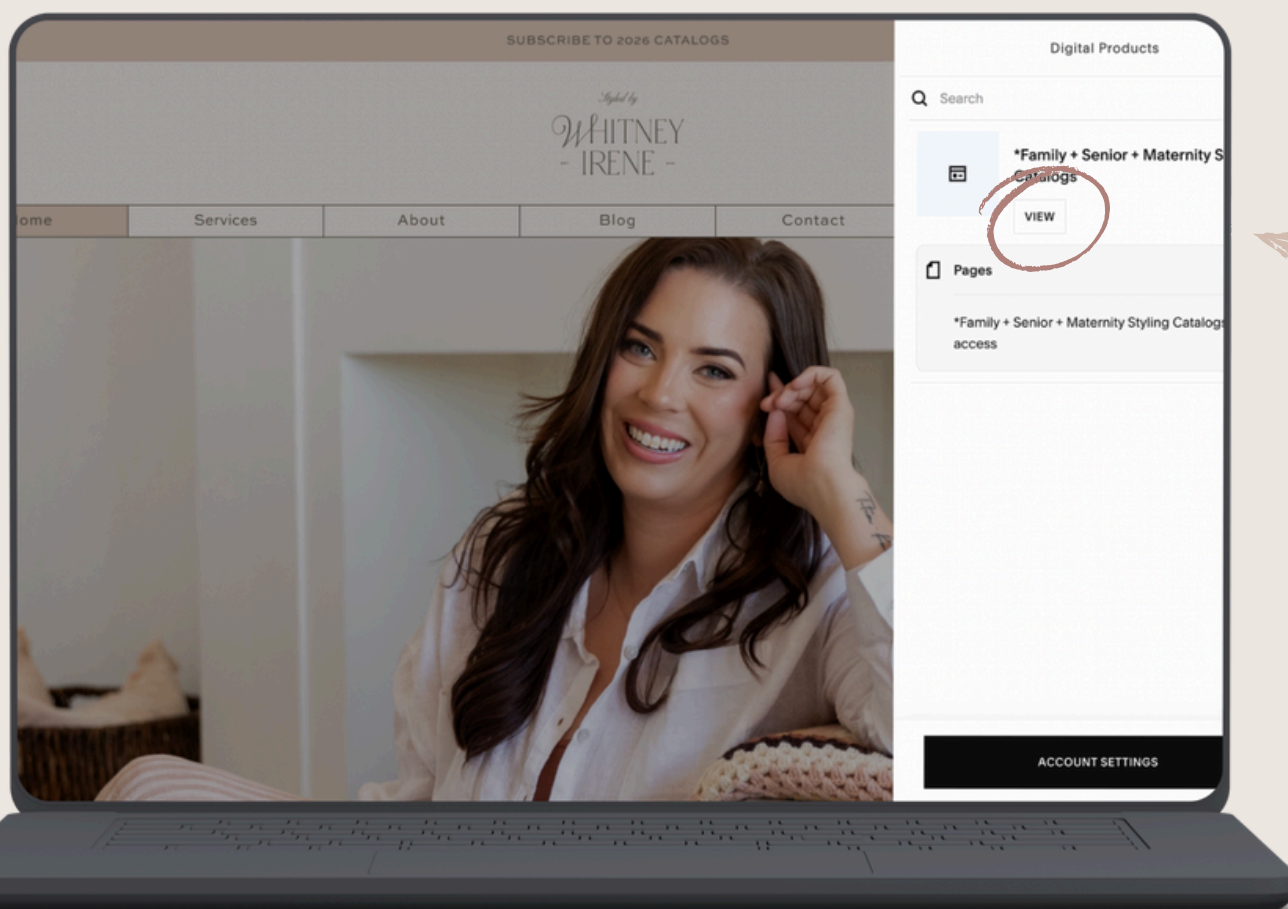 SUBSCRIBE TO 2026 CATALOGS
Styled by
WHITNEY
IRENE
ome
Services
About
Blog
Contact
Digital Products
Search
*Family + Senior + Maternity S
Catalogs
VIEW
Pages
*Family + Senior + Maternity Styling Catalogs
access
ACCOUNT SETTINGS